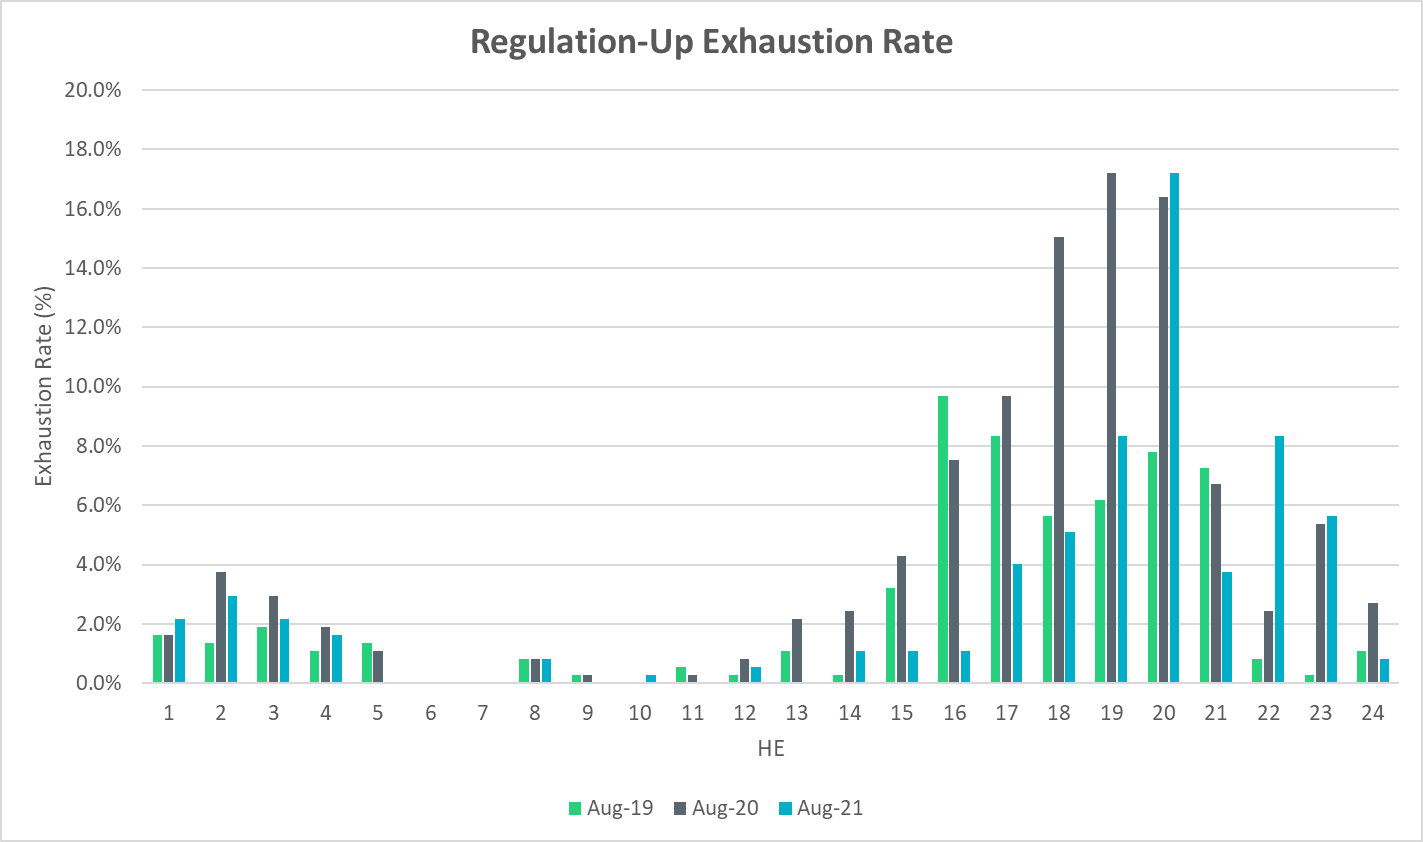 Regulation-Up Exhaustion Rate
20.0%
18.0%
16.0%
14.0%
12.0%
10.0%
8.0%
6.0%
4.0%
2.0%
0.0%
Exhaustion Rate (%)
1 2 3 4 5 6 7 8 9 10 11 12 13 14 15 16 17 18 19 20 21 22 23 24
HE
Aug-19 Aug-20 Aug-21